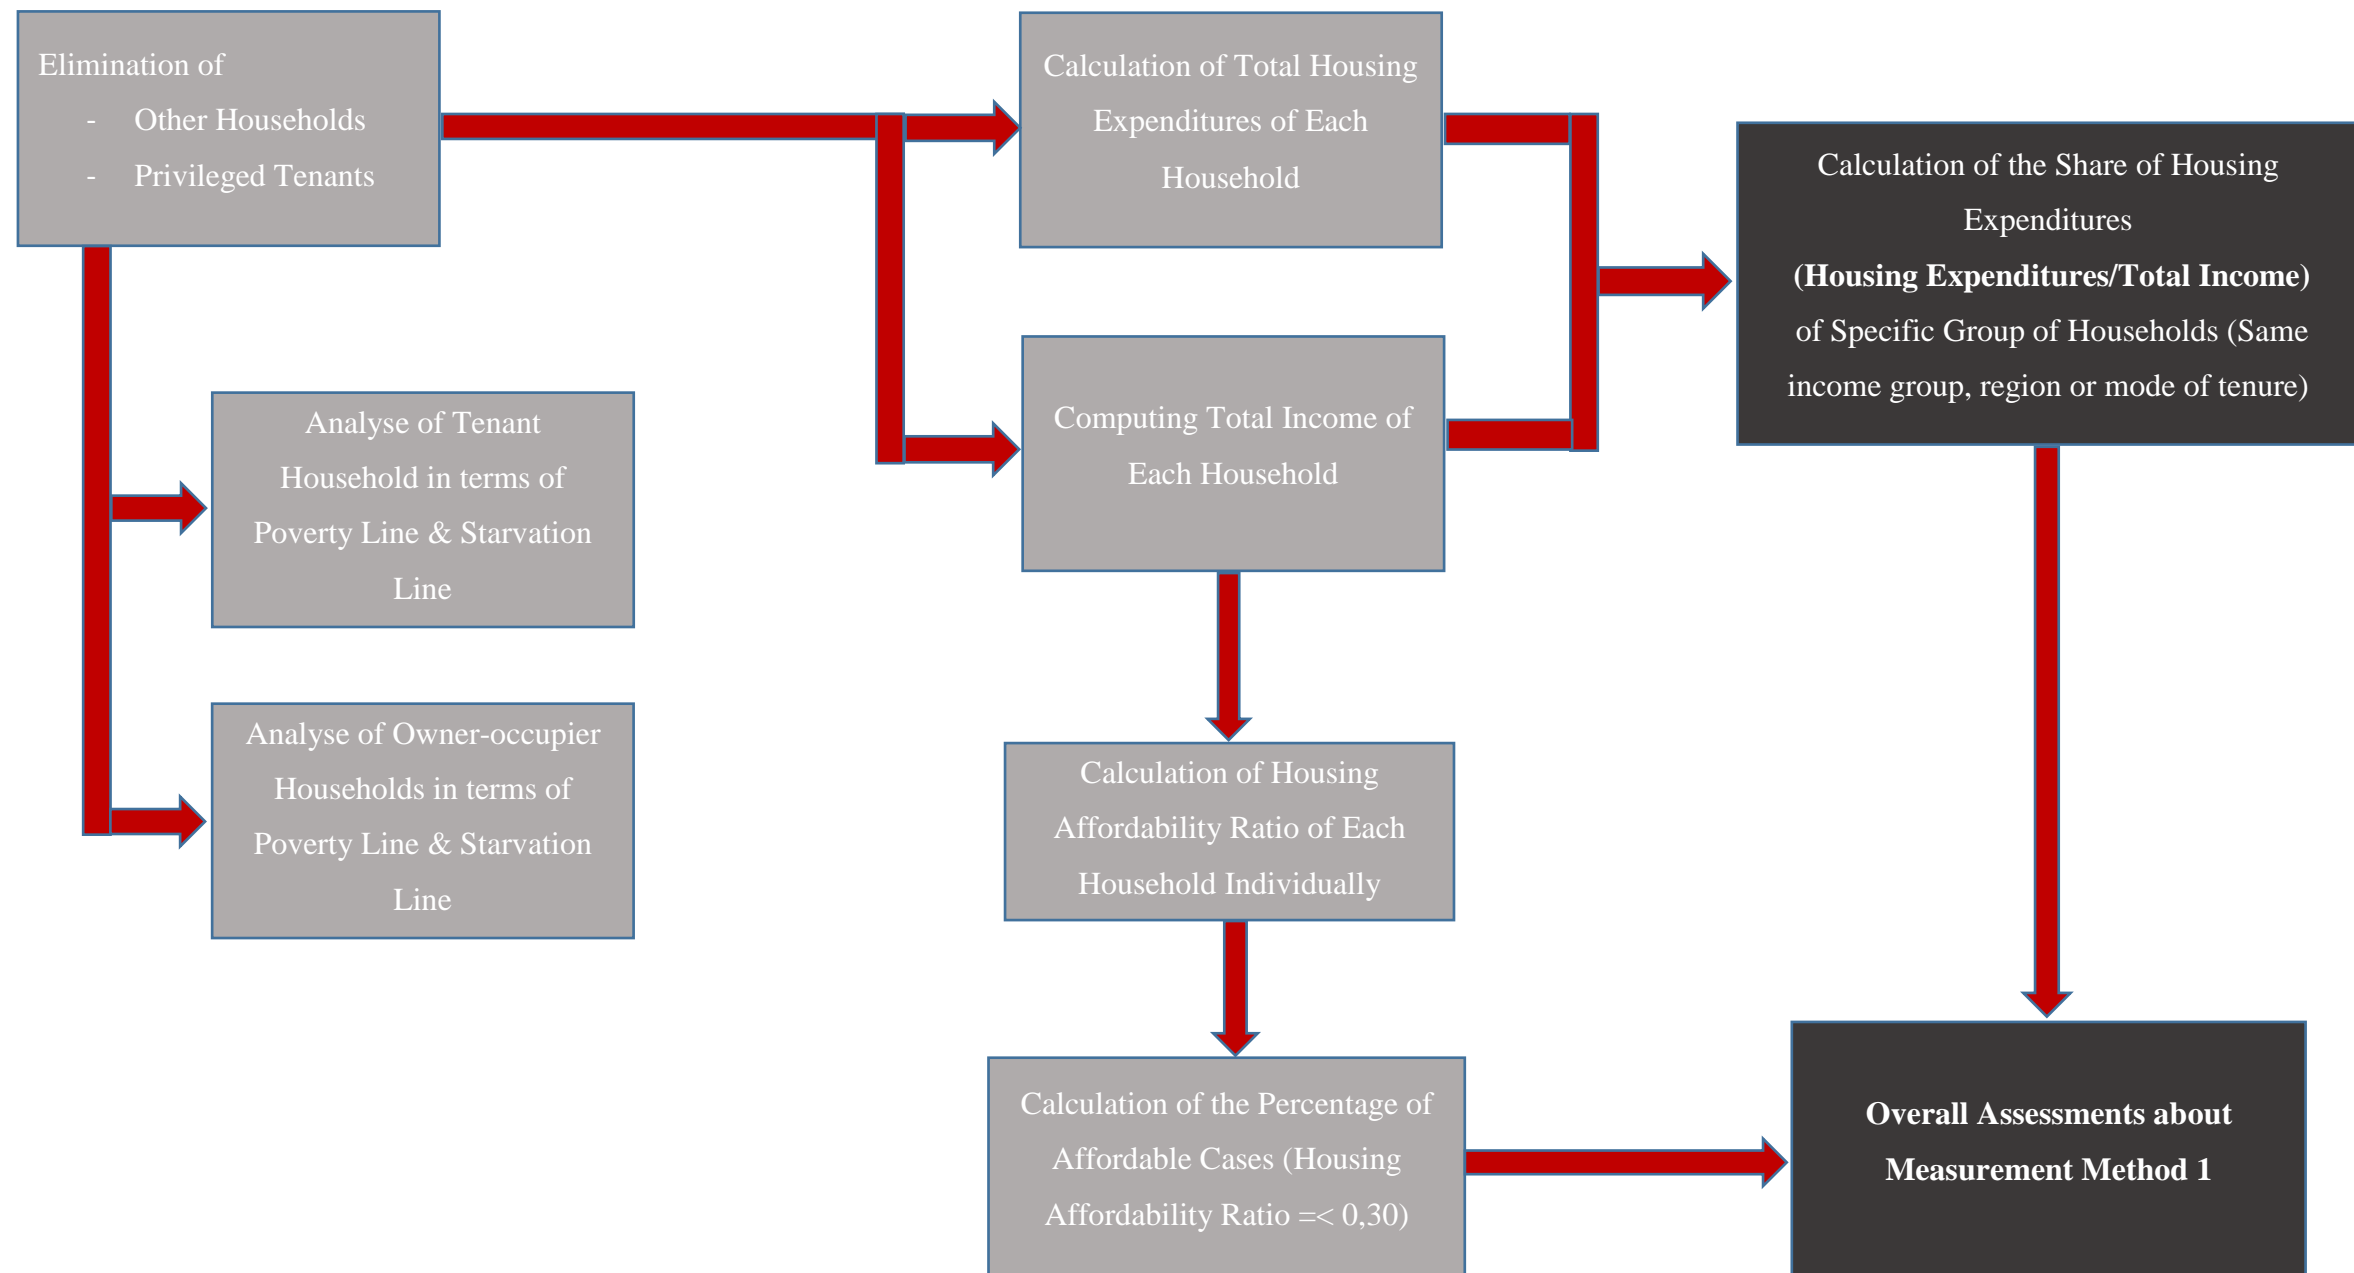 Elimination of
- Other Households
- Privileged Tenants
Calculation of Total Housing
Expenditures of Each
Household
Calculation of the Share of Housing
Expenditures
(Housing Expenditures/Total Income)
of Specific Group of Households (Same
income group, region or mode of tenure)
Analyse of Tenant
Household in terms of
Poverty Line & Starvation
Line
Computing Total Income of
Each Household
Analyse of Owner-occupier
Households in terms of
Poverty Line & Starvation
Line
Calculation of Housing
Affordability Ratio of Each
Household Individually
Calculation of the Percentage of
Affordable Cases (Housing
Affordability Ratio =< 0,30)
Overall Assessments about
Measurement Method 1